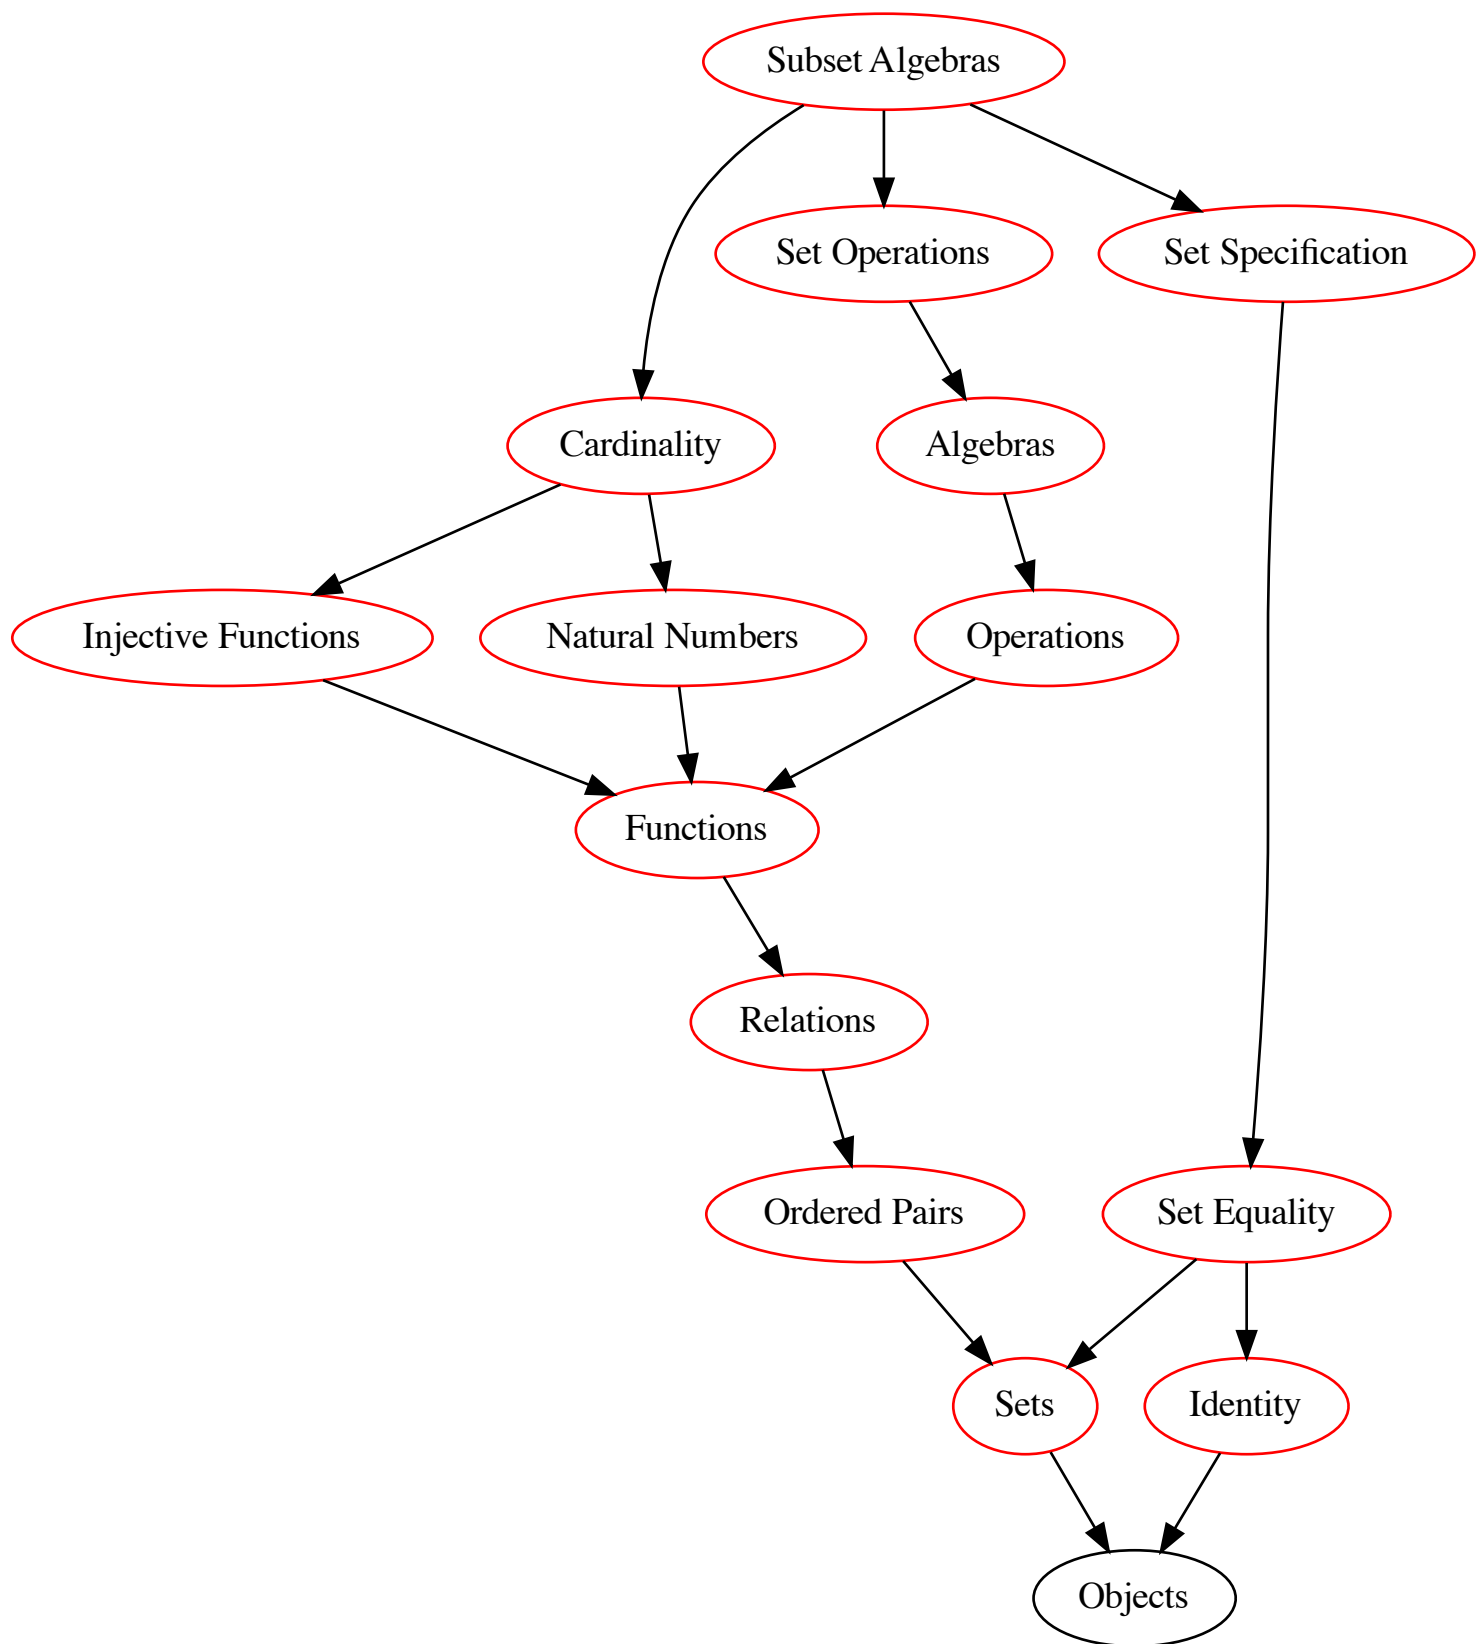 Subset Algebras
Set Operations
Set Specification
Cardinality
Algebras
Injective Functions
Natural Numbers
Operations
Functions
Relations
Ordered Pairs
Set Equality
Sets
Identity
Objects